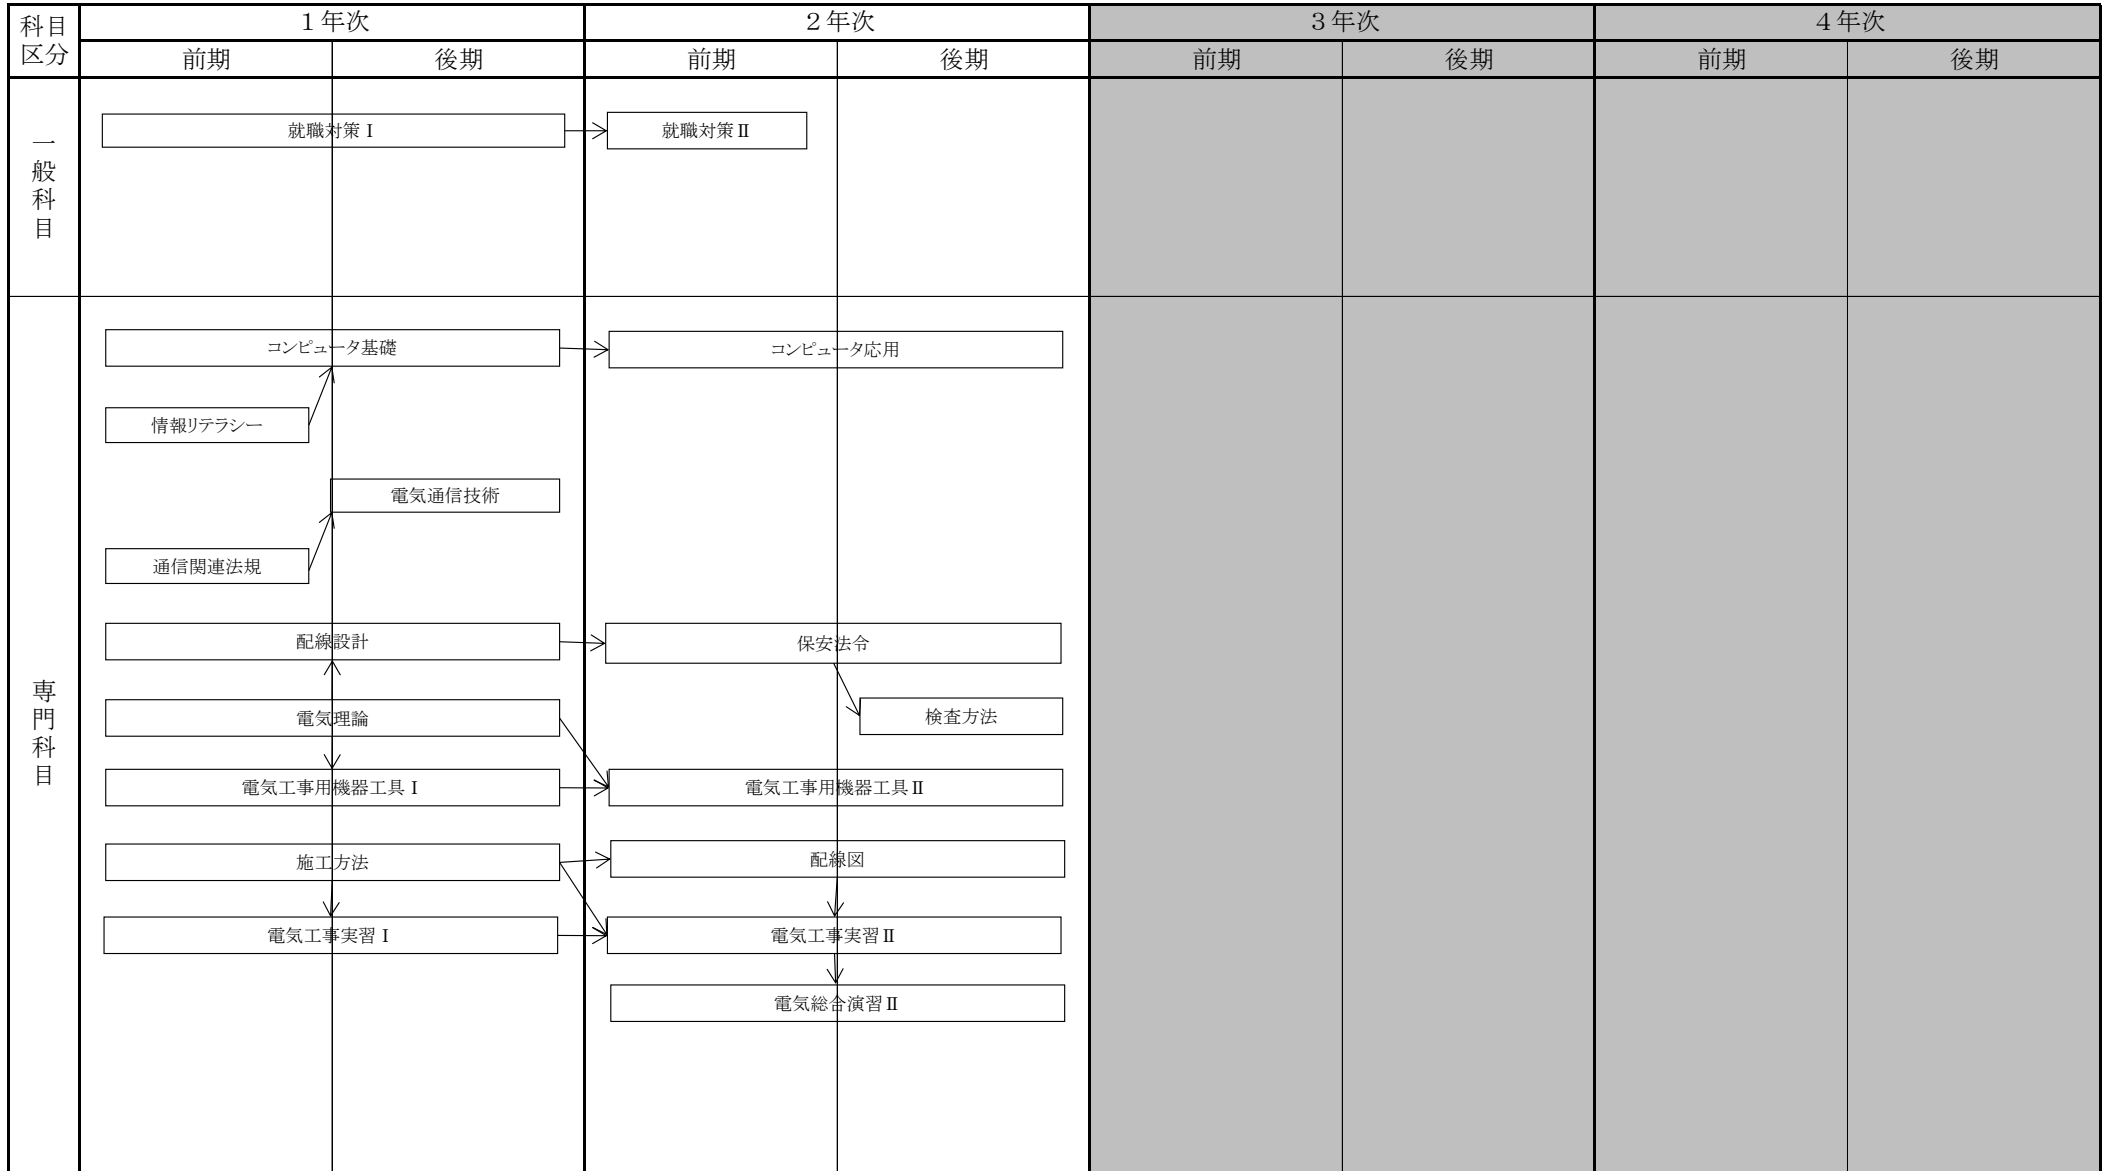 科目
区分
１年次
２年次
３年次
４年次
前期
後期
前期
後期
前期
後期
前期
後期
一般科目
就職対策Ⅰ
就職対策Ⅱ
専門科目
コンピュータ基礎
コンピュータ応用
情報リテラシー
電気通信技術
通信関連法規
配線設計
保安法令
電気理論
検査方法
電気工事用機器工具Ⅰ
電気工事用機器工具Ⅱ
施工方法
配線図
電気工事実習Ⅰ
電気工事実習Ⅱ
電気総合演習Ⅱ